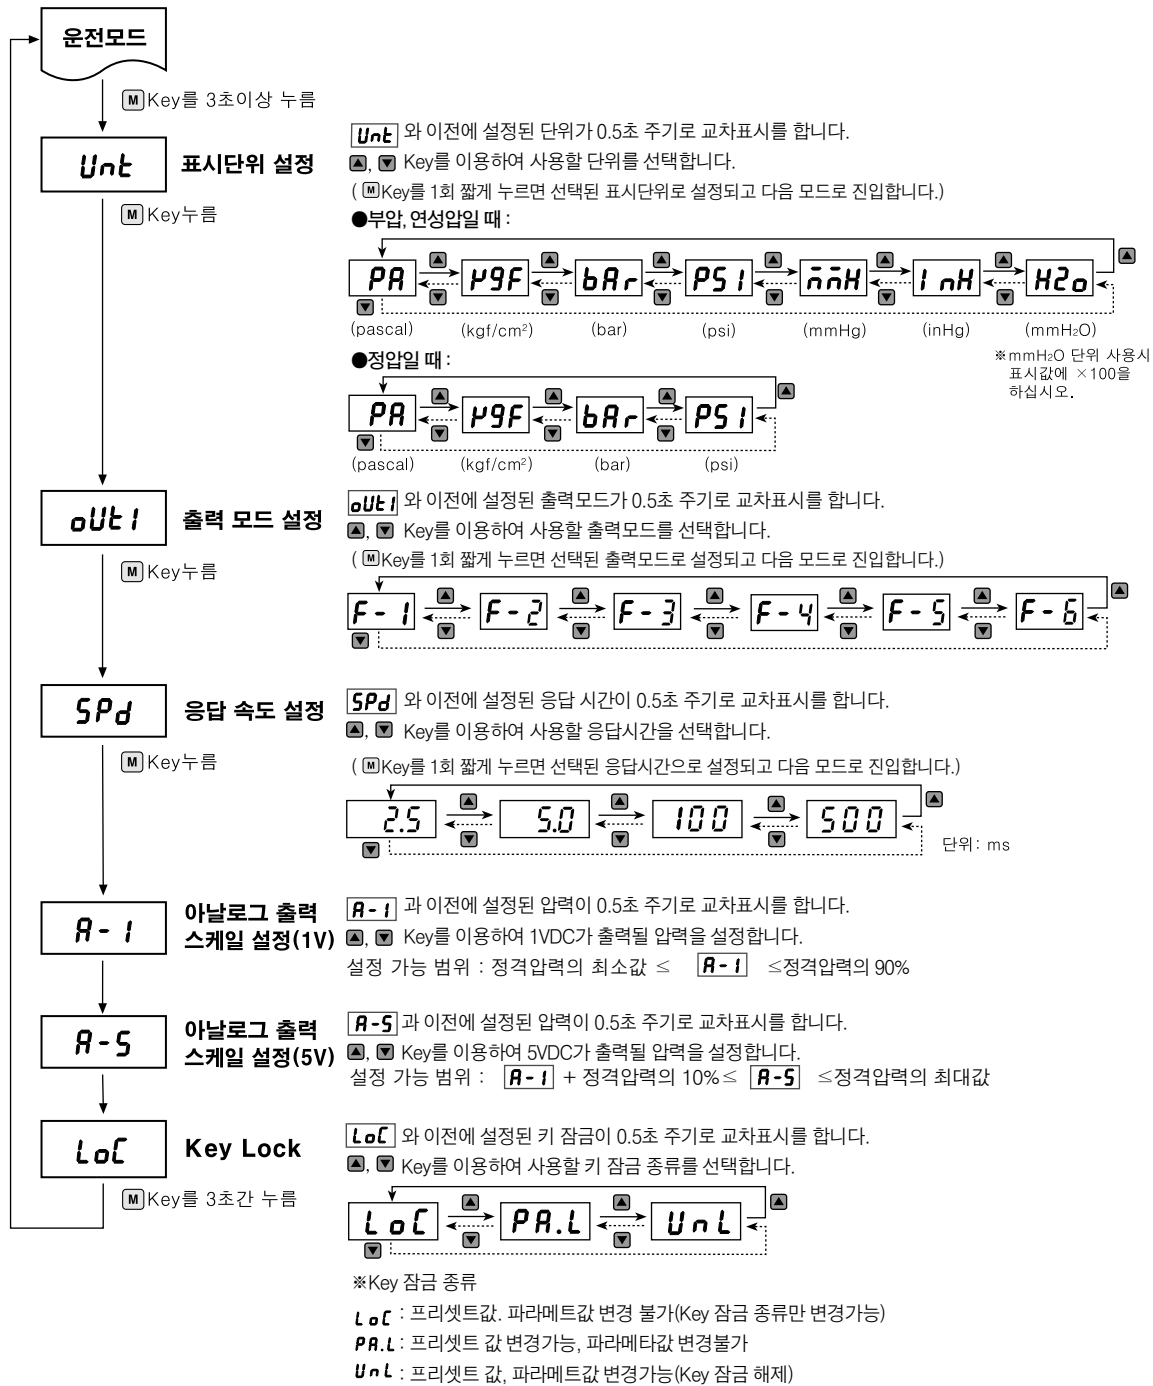 운전모드
M Key를 3초이상 누름
Unt 표시단위 설정
Unt 와 이전에 설정된 단위가 0.5초 주기로 교차표시를 합니다.
▲, ▼ Key를 이용하여 사용할 단위를 선택합니다.
( M Key를 1회 짧게 누르면 선택된 표시단위로 설정되고 다음 모드로 진입합니다.)
M Key누름
●부압, 연성압일 때 :
PA ▲▼ μgF ▲▼ bAr ▲▼ PSI ▲▼ m̄m̄H ▲▼ InH ▲▼ H2o ▲
▼
(pascal) (kgf/cm²) (bar) (psi) (mmHg) (inHg) (mmH₂O)
※mmH₂O 단위 사용시
표시값에 ×100을
하십시오.
●정압일 때 :
PA ▲▼ μgF ▲▼ bAr ▲▼ PSI ▲
▼
(pascal) (kgf/cm²) (bar) (psi)
oUt1 출력 모드 설정
oUt1 와 이전에 설정된 출력모드가 0.5초 주기로 교차표시를 합니다.
▲, ▼ Key를 이용하여 사용할 출력모드를 선택합니다.
( M Key를 1회 짧게 누르면 선택된 출력모드로 설정되고 다음 모드로 진입합니다.)
M Key누름
F-1 ▲▼ F-2 ▲▼ F-3 ▲▼ F-4 ▲▼ F-5 ▲▼ F-6 ▲
▼
SPd 응답 속도 설정
SPd 와 이전에 설정된 응답 시간이 0.5초 주기로 교차표시를 합니다.
▲, ▼ Key를 이용하여 사용할 응답시간을 선택합니다.
M Key누름
( M Key를 1회 짧게 누르면 선택된 응답시간으로 설정되고 다음 모드로 진입합니다.)
2.5 ▲▼ 5.0 ▲▼ 100 ▲▼ 500 ▲
▼
단위: ms
A-1 아날로그 출력
스케일 설정(1V)
A-1 과 이전에 설정된 압력이 0.5초 주기로 교차표시를 합니다.
▲, ▼ Key를 이용하여 1VDC가 출력될 압력을 설정합니다.
설정 가능 범위 : 정격압력의 최소값 ≤ A-1 ≤정격압력의 90%
A-5 아날로그 출력
스케일 설정(5V)
A-5 과 이전에 설정된 압력이 0.5초 주기로 교차표시를 합니다.
▲, ▼ Key를 이용하여 5VDC가 출력될 압력을 설정합니다.
설정 가능 범위 : A-1 + 정격압력의 10%≤ A-5 ≤정격압력의 최대값
LoC Key Lock
LoC 와 이전에 설정된 키 잠금이 0.5초 주기로 교차표시를 합니다.
▲, ▼ Key를 이용하여 사용할 키 잠금 종류를 선택합니다.
M Key를 3초간 누름
LoC ▲▼ PA.L ▲▼ UnL ▲
▼
※Key 잠금 종류
LoC : 프리셋트값. 파라메트값 변경 불가(Key 잠금 종류만 변경가능)
PA.L : 프리셋트 값 변경가능, 파라메타값 변경불가
UnL : 프리셋트 값, 파라메트값 변경가능(Key 잠금 해제)